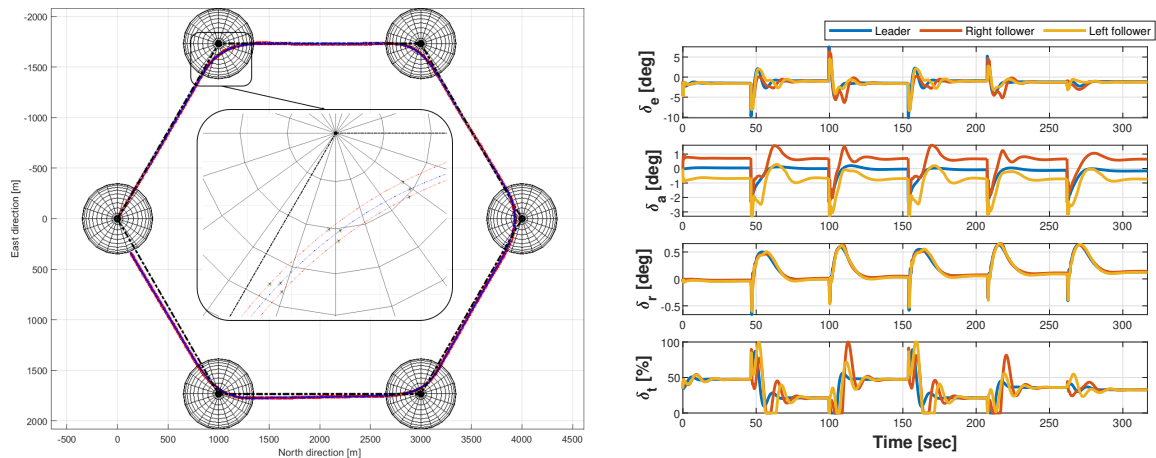 -2000
-1500
-1000
-500
0
500
1000
1500
2000
East direction [m]
-500 0 500 1000 1500 2000 2500 3000 3500 4000 4500
North direction [m]
Leader Right follower Left follower
δe [deg]
5
0
-5
-10
0 50 100 150 200 250 300
δa [deg]
1
0
-1
-2
-3
0 50 100 150 200 250 300
δr [deg]
0.5
0
-0.5
0 50 100 150 200 250 300
δt [%]
100
50
0
0 50 100 150 200 250 300
Time [sec]